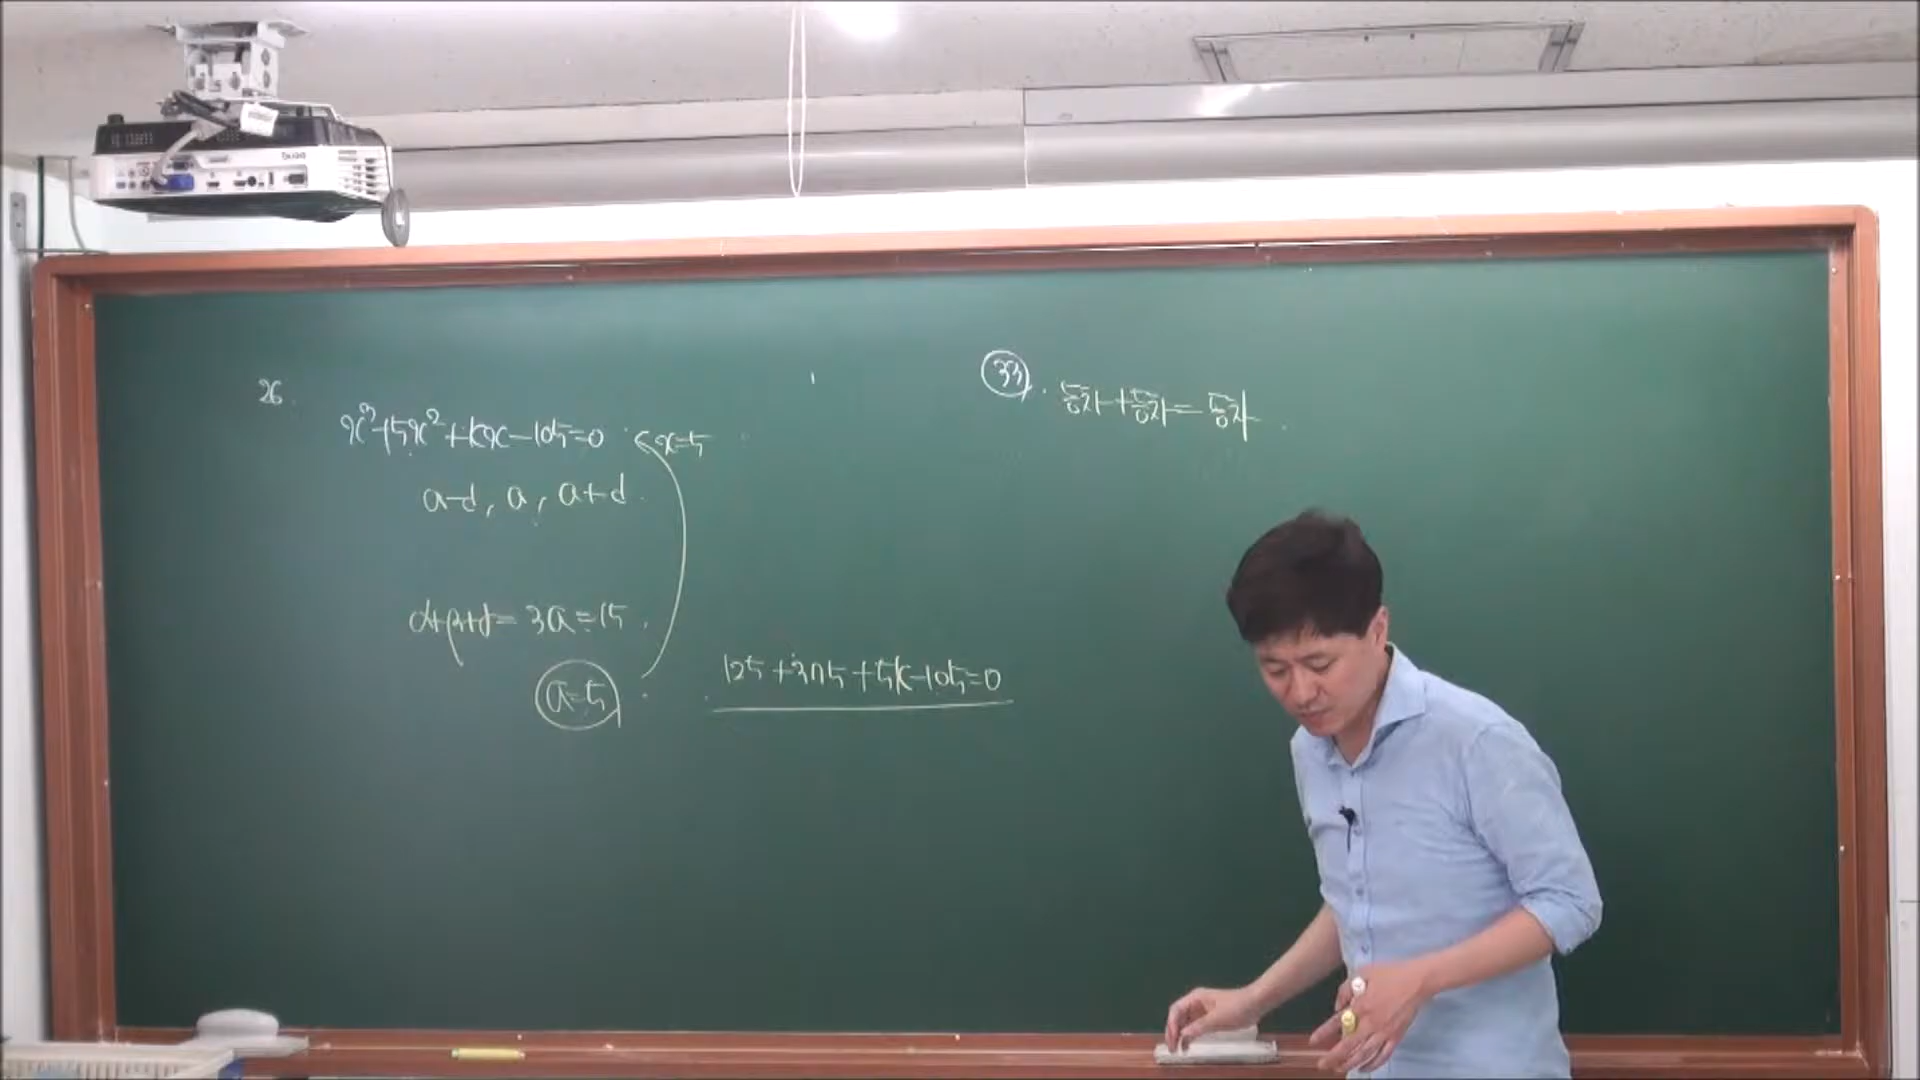 26.
x³-15x²+kx-105=0 x=5
a-d, a, a+d
α+β+γ=3a=15.
a=5
125+375+5k-105=0
33. 등차+등차=등차.